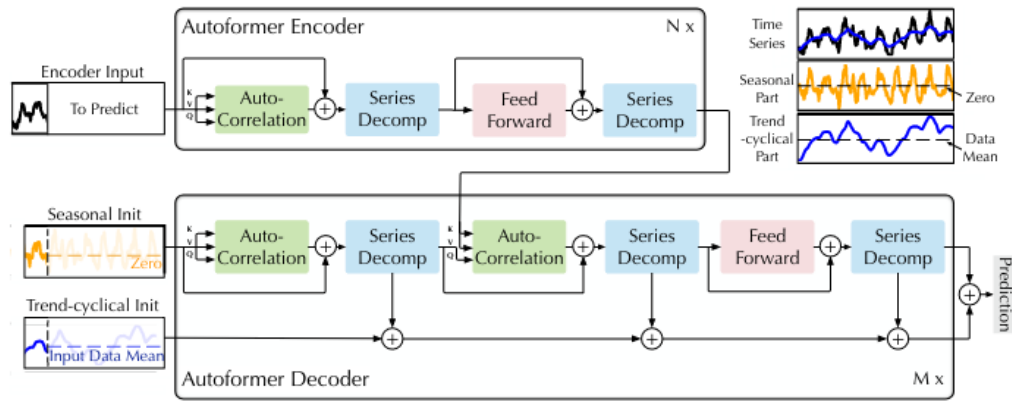 Autoformer Encoder
N x
Encoder Input
To Predict
K
V
Q
Auto-
Correlation
+
Series
Decomp
Feed
Forward
+
Series
Decomp
Time
Series
Seasonal
Part
Zero
Trend
-cyclical
Part
Data
Mean
Seasonal Init
Zero
K
V
Q
Auto-
Correlation
+
Series
Decomp
K
V
Q
Auto-
Correlation
+
Series
Decomp
Feed
Forward
+
Series
Decomp
Trend-cyclical Init
Input Data Mean
+
+
+
+
Prediction
Autoformer Decoder
M x